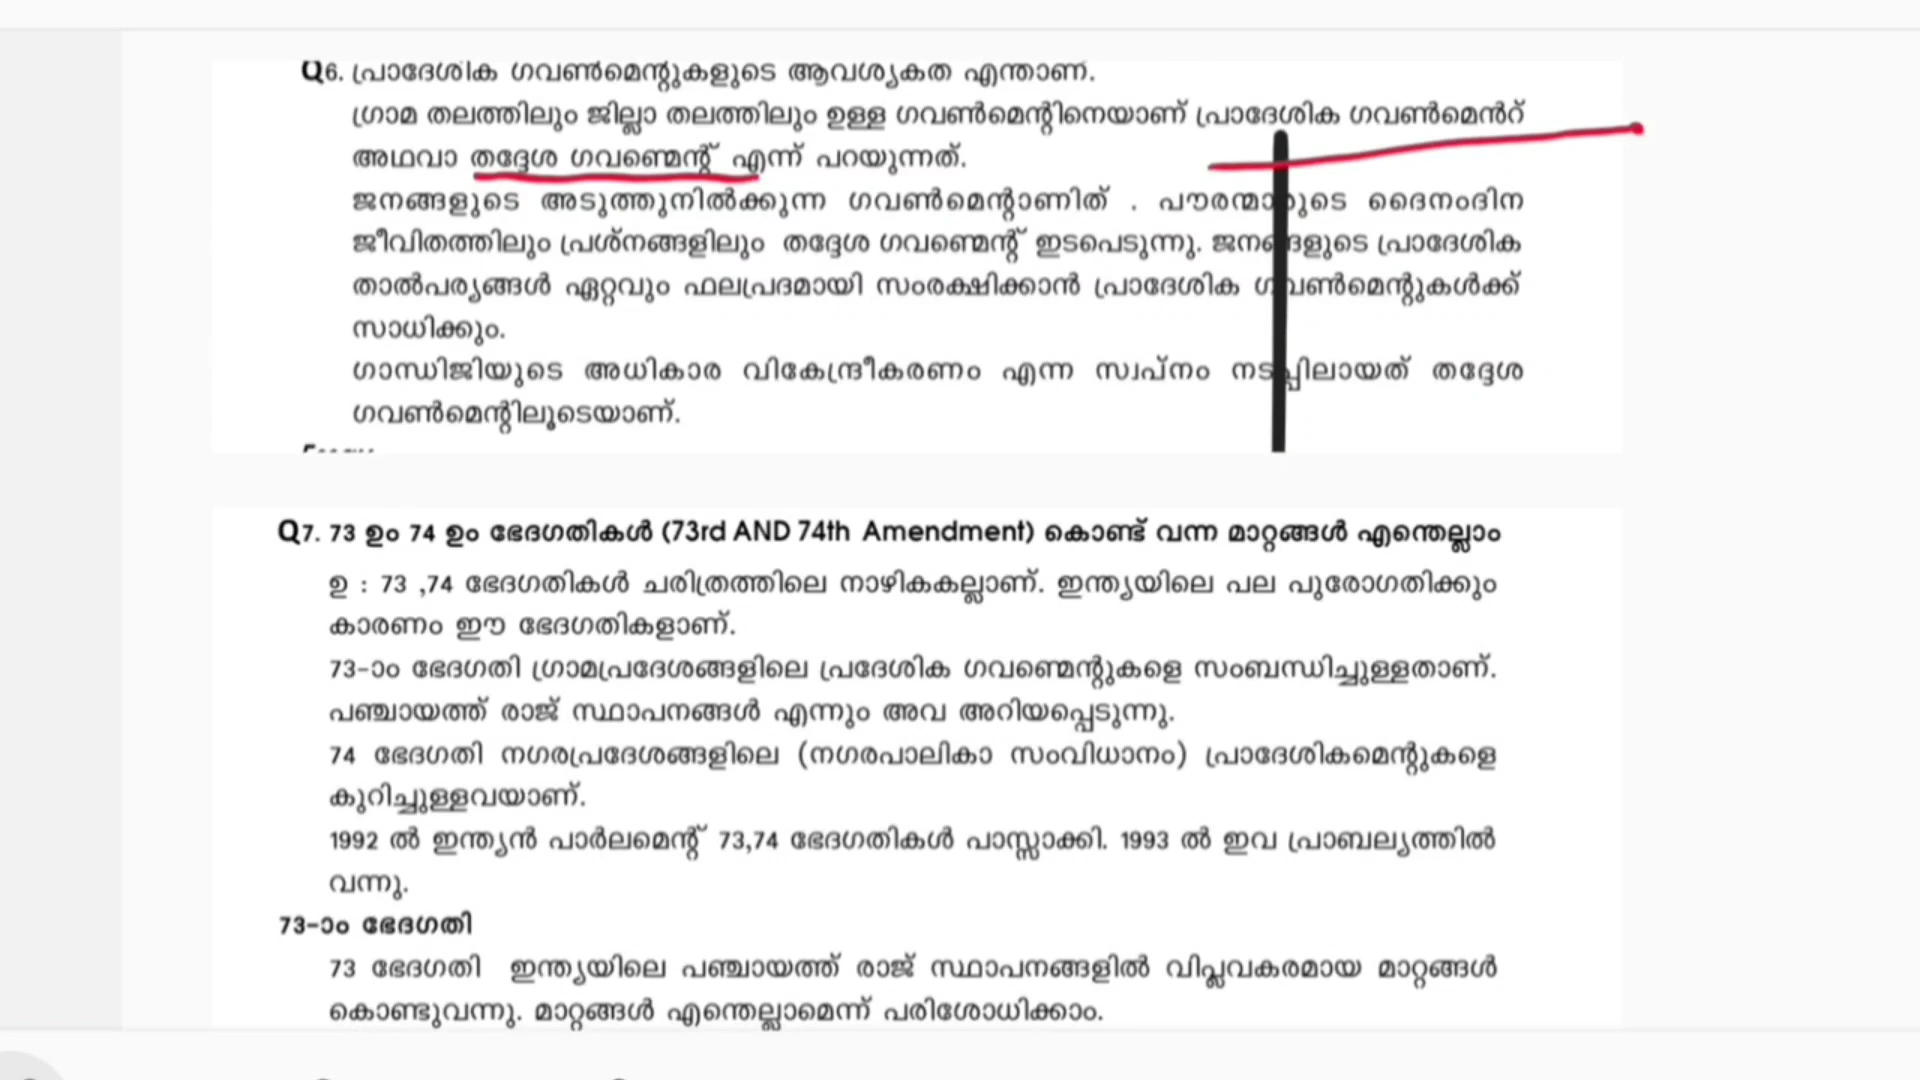 Q6. പ്രാദേശിക ഗവൺമെന്റുകളുടെ ആവശ്യകത എന്താണ്.
ഗ്രാമ തലത്തിലും ജില്ലാ തലത്തിലും ഉള്ള ഗവൺമെന്റിനെയാണ് പ്രാദേശിക ഗവൺമെൻറ്
അഥവാ തദ്ദേശ ഗവണ്മെന്റ് എന്ന് പറയുന്നത്.
ജനങ്ങളുടെ അടുത്തുനിൽക്കുന്ന ഗവൺമെന്റാണിത് . പൗരന്മാരുടെ ദൈനംദിന
ജീവിതത്തിലും പ്രശ്നങ്ങളിലും തദ്ദേശ ഗവണ്മെന്റ് ഇടപെടുന്നു. ജനങ്ങളുടെ പ്രാദേശിക
താൽപര്യങ്ങൾ ഏറ്റവും ഫലപ്രദമായി സംരക്ഷിക്കാൻ പ്രാദേശിക ഗവൺമെന്റുകൾക്ക്
സാധിക്കും.
ഗാന്ധിജിയുടെ അധികാര വികേന്ദ്രീകരണം എന്ന സ്വപ്നം നടപ്പിലായത് തദ്ദേശ
ഗവൺമെന്റിലൂടെയാണ്.
Q7. 73 ഉം 74 ഉം ഭേദഗതികൾ (73rd AND 74th Amendment) കൊണ്ട് വന്ന മാറ്റങ്ങൾ എന്തെല്ലാം
ഉ : 73 ,74 ഭേദഗതികൾ ചരിത്രത്തിലെ നാഴികകല്ലാണ്. ഇന്ത്യയിലെ പല പുരോഗതിക്കും
കാരണം ഈ ഭേദഗതികളാണ്.
73-ാം ഭേദഗതി ഗ്രാമപ്രദേശങ്ങളിലെ പ്രദേശിക ഗവണ്മെന്റുകളെ സംബന്ധിച്ചുള്ളതാണ്.
പഞ്ചായത്ത് രാജ് സ്ഥാപനങ്ങൾ എന്നും അവ അറിയപ്പെടുന്നു.
74 ഭേദഗതി നഗരപ്രദേശങ്ങളിലെ (നഗരപാലികാ സംവിധാനം) പ്രാദേശികമെന്റുകളെ
കുറിച്ചുള്ളവയാണ്.
1992 ൽ ഇന്ത്യൻ പാർലമെന്റ് 73,74 ഭേദഗതികൾ പാസ്സാക്കി. 1993 ൽ ഇവ പ്രാബല്യത്തിൽ
വന്നു.
73-ാം ഭേദഗതി
73 ഭേദഗതി ഇന്ത്യയിലെ പഞ്ചായത്ത് രാജ് സ്ഥാപനങ്ങളിൽ വിപ്ലവകരമായ മാറ്റങ്ങൾ
കൊണ്ടുവന്നു. മാറ്റങ്ങൾ എന്തെല്ലാമെന്ന് പരിശോധിക്കാം.